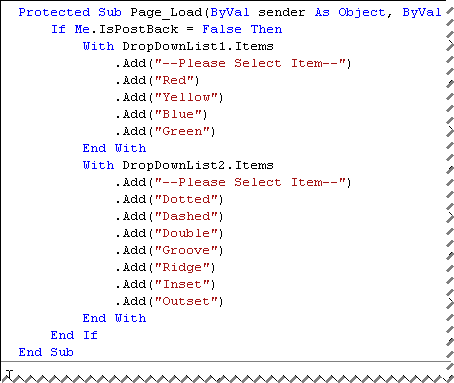 Protected Sub Page_Load(ByVal sender As Object, ByVal
If Me.IsPostBack = False Then
With DropDownList1.Items
.Add("--Please Select Item--")
.Add("Red")
.Add("Yellow")
.Add("Blue")
.Add("Green")
End With
With DropDownList2.Items
.Add("--Please Select Item--")
.Add("Dotted")
.Add("Dashed")
.Add("Double")
.Add("Groove")
.Add("Ridge")
.Add("Inset")
.Add("Outset")
End With
End If
End Sub